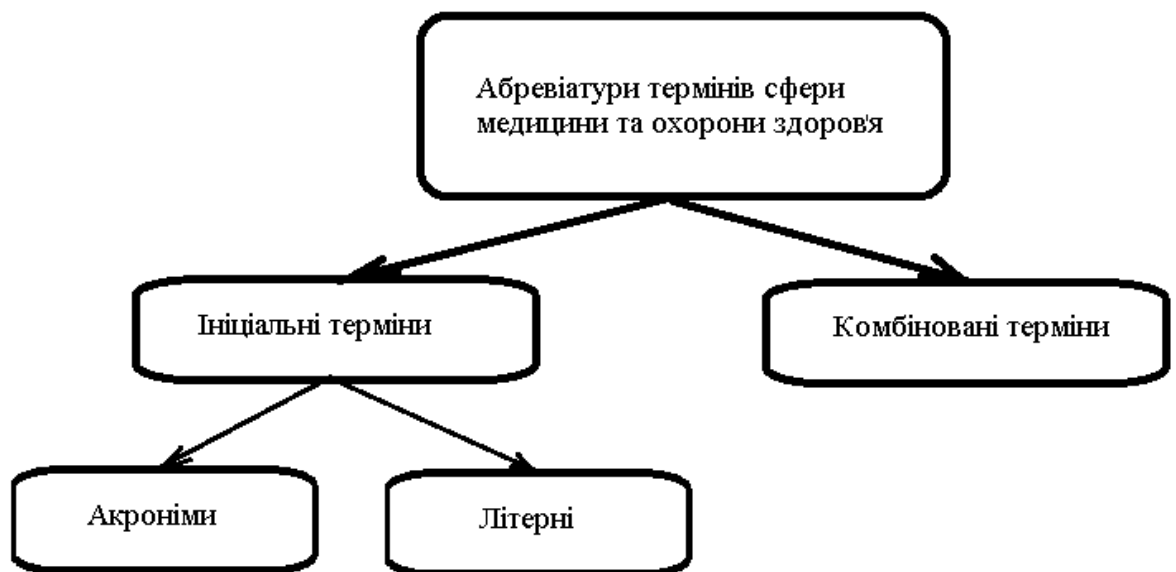 Абревіатури термінів сфери
медицини та охорони здоров'я
Ініціальні терміни
Комбіновані терміни
Акроніми
Літерні